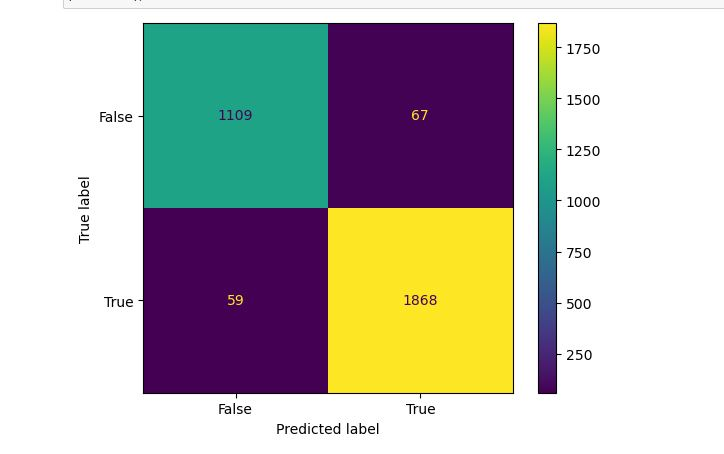 1109 67
59 1868
False
True
True label
False True
Predicted label
1750
1500
1250
1000
750
500
250